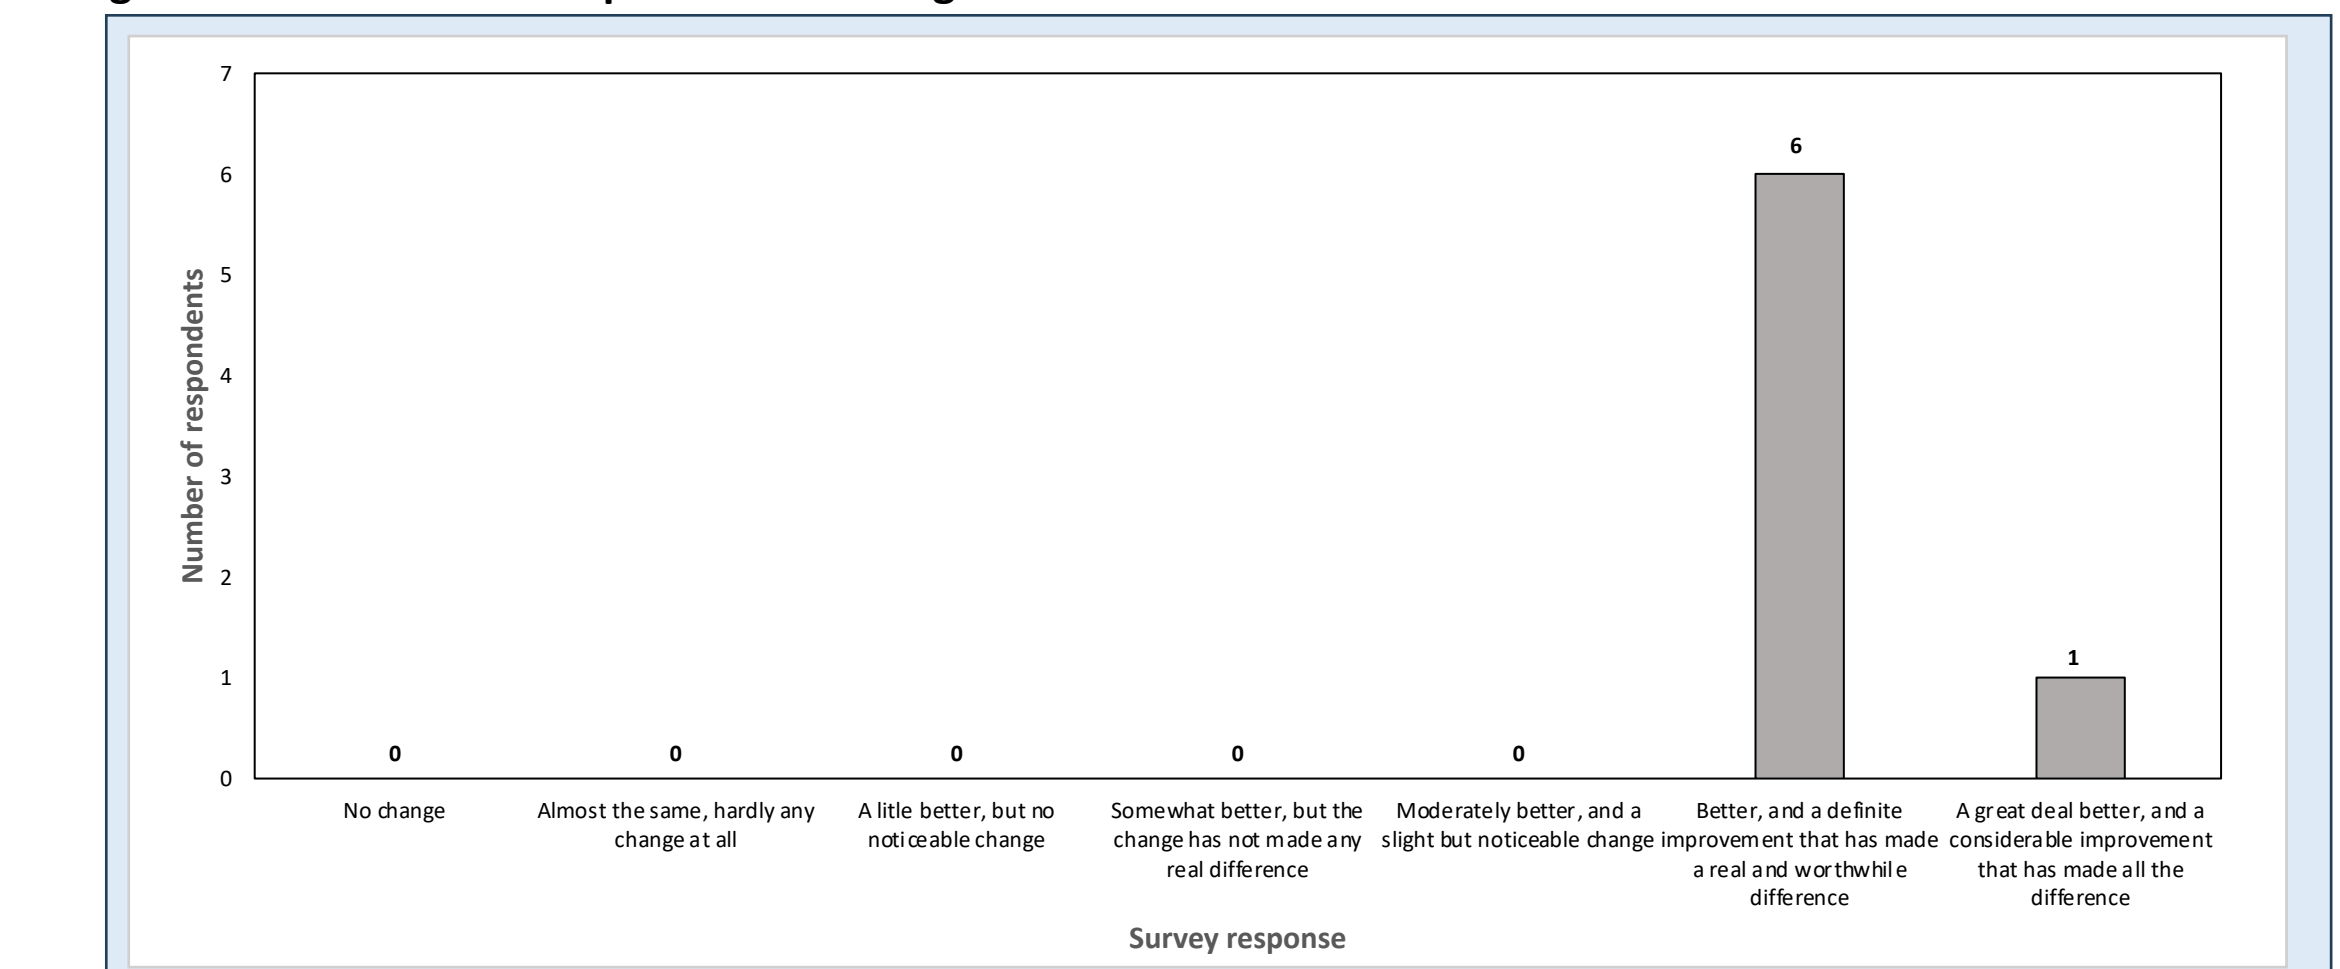 7
6
5
4
3
2
1
0
Number of respondents
6
1
0
0
0
0
0
No change
Almost the same, hardly any
change at all
A litle better, but no
noticeable change
Somewhat better, but the
change has not made any
real difference
Moderately better, and a
slight but noticeable change
Better, and a definite
improvement that has made
a real and worthwhile
difference
A great deal better, and a
considerable improvement
that has made all the
difference
Survey response